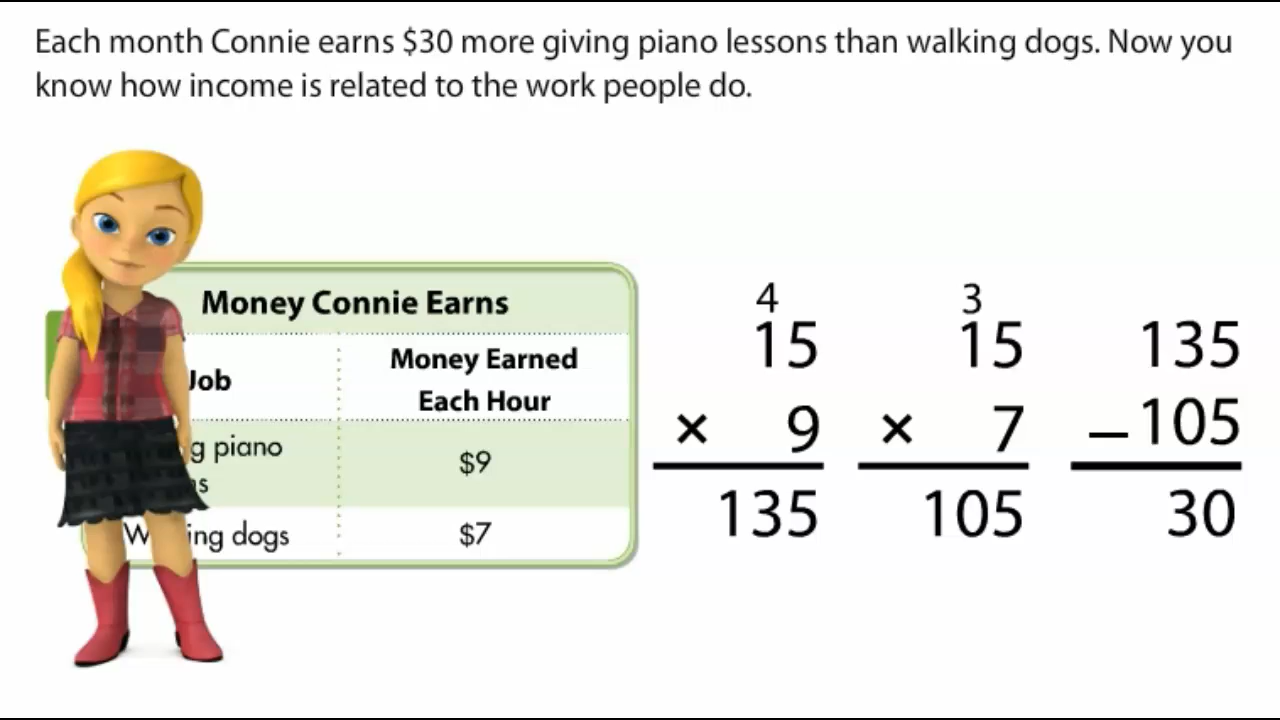 Each month Connie earns $30 more giving piano lessons than walking dogs. Now you
know how income is related to the work people do.
Money Connie Earns
Job
Money Earned
Each Hour
piano
$9
dogs
$7
4
15
× 9
135
3
15
× 7
105
135
–105
30